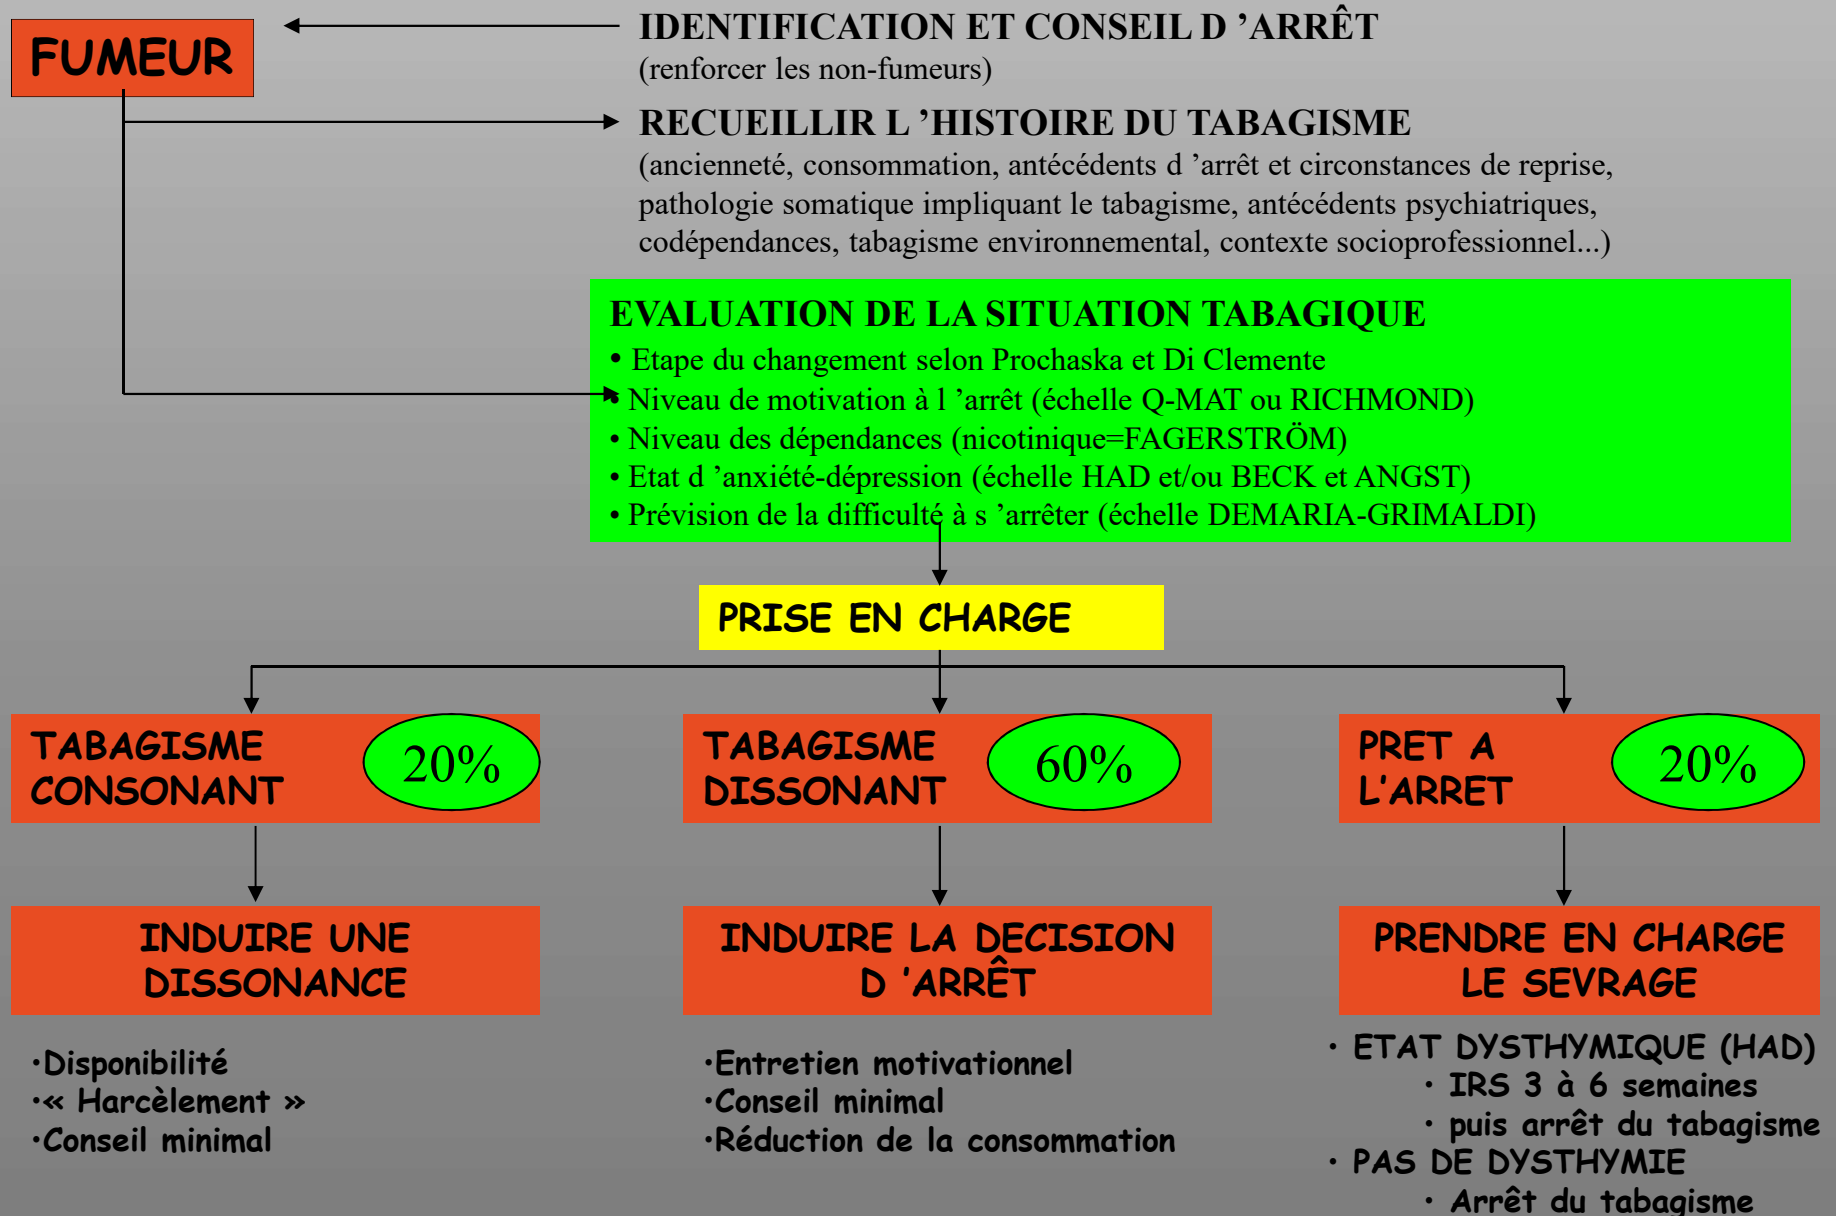 FUMEUR
IDENTIFICATION ET CONSEIL D ’ARRÊT
(renforcer les non-fumeurs)
RECUEILLIR L ’HISTOIRE DU TABAGISME
(ancienneté, consommation, antécédents d ’arrêt et circonstances de reprise,
pathologie somatique impliquant le tabagisme, antécédents psychiatriques,
codépendances, tabagisme environnemental, contexte socioprofessionnel...)
EVALUATION DE LA SITUATION TABAGIQUE
• Etape du changement selon Prochaska et Di Clemente
• Niveau de motivation à l ’arrêt (échelle Q-MAT ou RICHMOND)
• Niveau des dépendances (nicotinique=FAGERSTRÖM)
• Etat d ’anxiété-dépression (échelle HAD et/ou BECK et ANGST)
• Prévision de la difficulté à s ’arrêter (échelle DEMARIA-GRIMALDI)
PRISE EN CHARGE
TABAGISME
CONSONANT
20%
TABAGISME
DISSONANT
60%
PRET A
L’ARRET
20%
INDUIRE UNE
DISSONANCE
INDUIRE LA DECISION
D ’ARRÊT
PRENDRE EN CHARGE
LE SEVRAGE
•Disponibilité
•« Harcèlement »
•Conseil minimal
•Entretien motivationnel
•Conseil minimal
•Réduction de la consommation
• ETAT DYSTHYMIQUE (HAD)
• IRS 3 à 6 semaines
• puis arrêt du tabagisme
• PAS DE DYSTHYMIE
• Arrêt du tabagisme